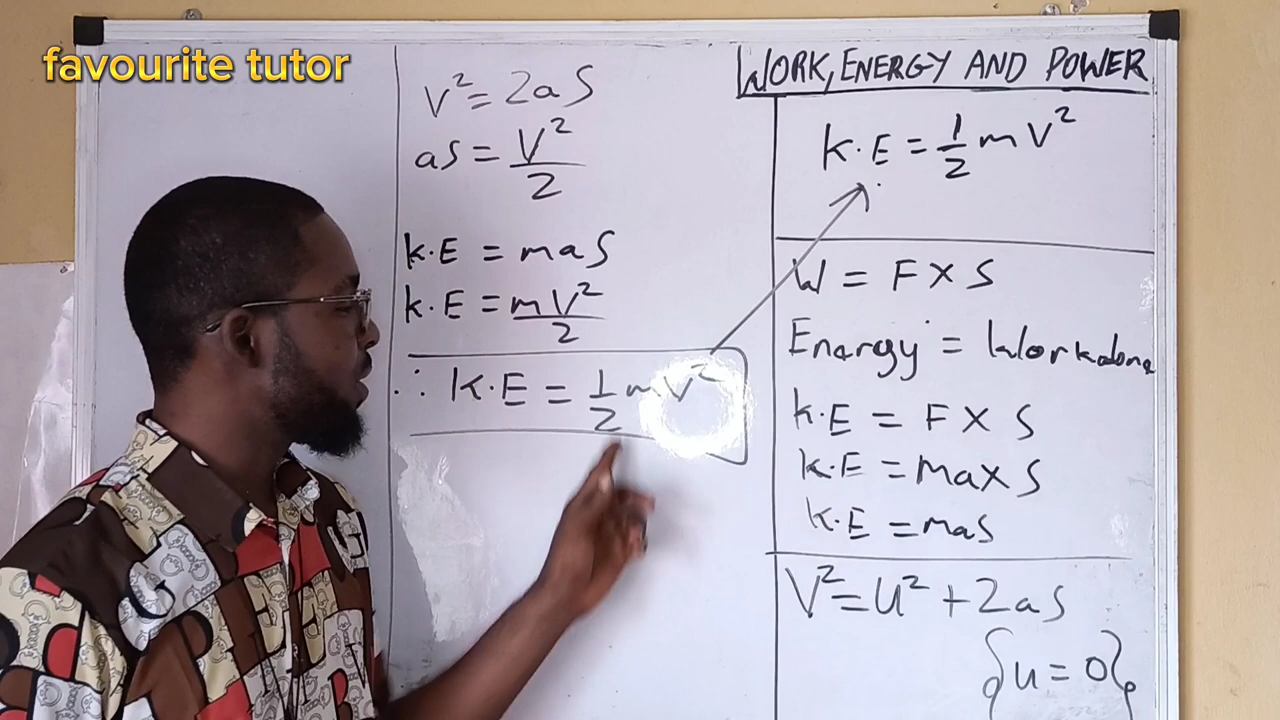 favourite tutor
WORK, ENERGY AND POWER
K.E = 1/2 mV²
W = F X S
Energy = Workdone
K.E = F X S
K.E = maxS
K.E = maS
V² = U² + 2aS
{u = 0}
V² = 2aS
aS = V²/2
K.E = maS
K.E = mV²/2
∴ K.E = 1/2 mV²